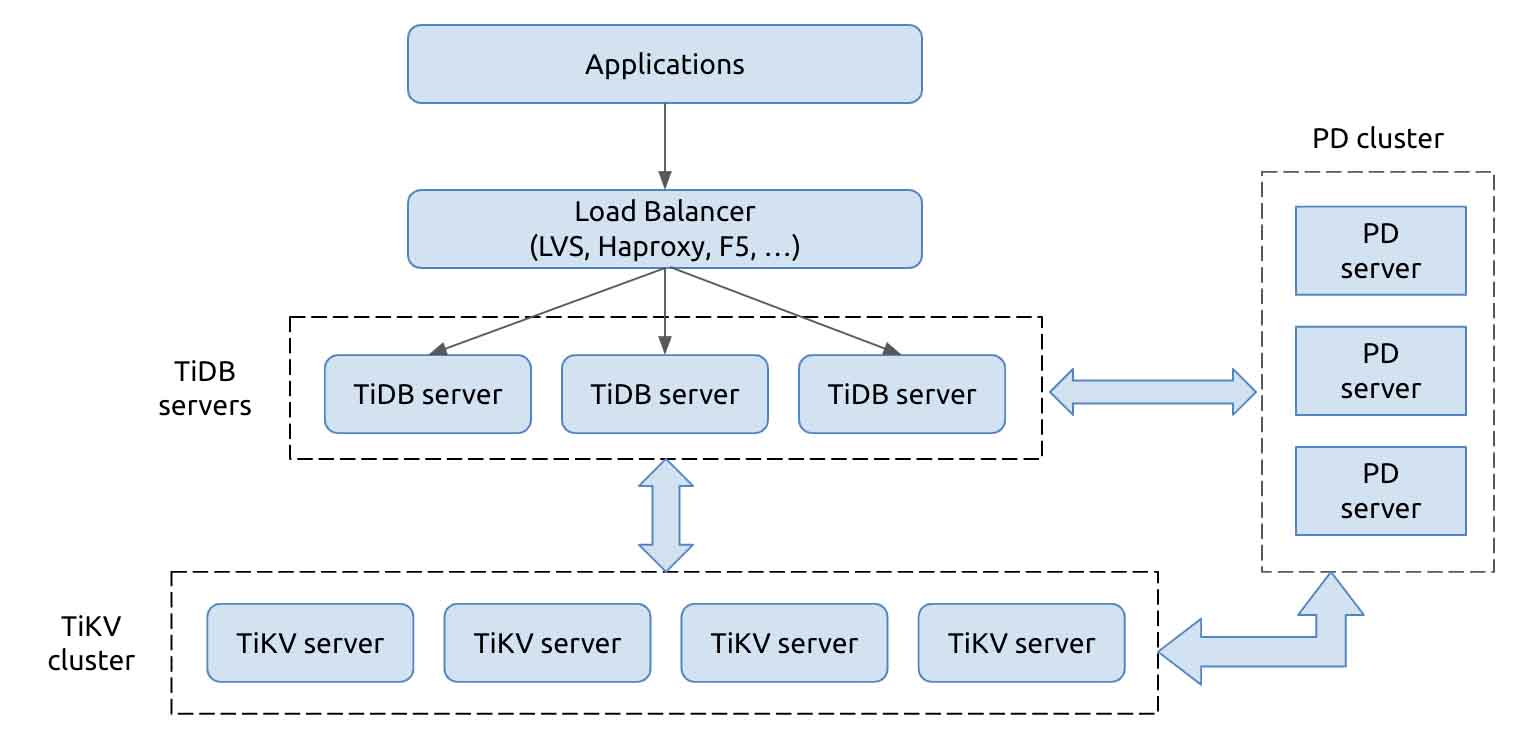 Applications
Load Balancer
(LVS, Haproxy, F5, …)
TiDB
servers
TiDB server
TiDB server
TiDB server
TiKV
cluster
TiKV server
TiKV server
TiKV server
TiKV server
PD cluster
PD
server
PD
server
PD
server